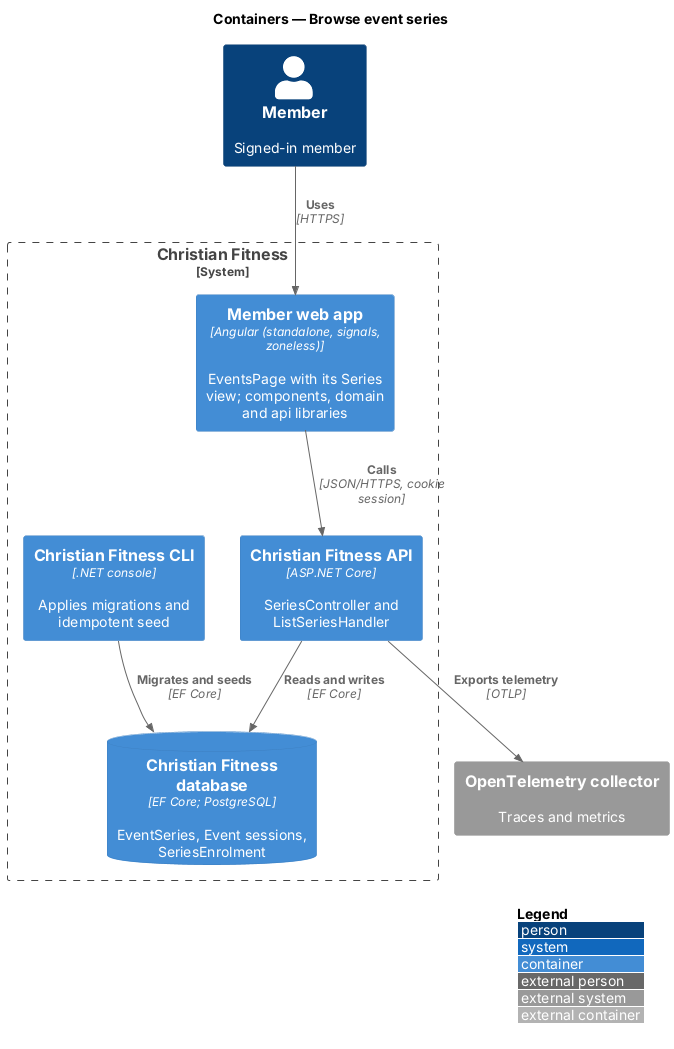 Containers — Browse event series
Member
Signed-in member
Uses
[HTTPS]
Christian Fitness
[System]
Member web app
[Angular (standalone, signals,
zoneless)]
EventsPage with its Series
view; components, domain
and api libraries
Calls
[JSON/HTTPS, cookie
session]
Christian Fitness CLI
[.NET console]
Applies migrations and
idempotent seed
Christian Fitness API
[ASP.NET Core]
SeriesController and
ListSeriesHandler
Migrates and seeds
[EF Core]
Reads and writes
[EF Core]
Exports telemetry
[OTLP]
Christian Fitness
database
[EF Core; PostgreSQL]
EventSeries, Event sessions,
SeriesEnrolment
OpenTelemetry collector
Traces and metrics
Legend
person
system
container
external person
external system
external container